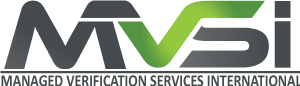 MVSi
MANAGED VERIFICATION SERVICES INTERNATIONAL